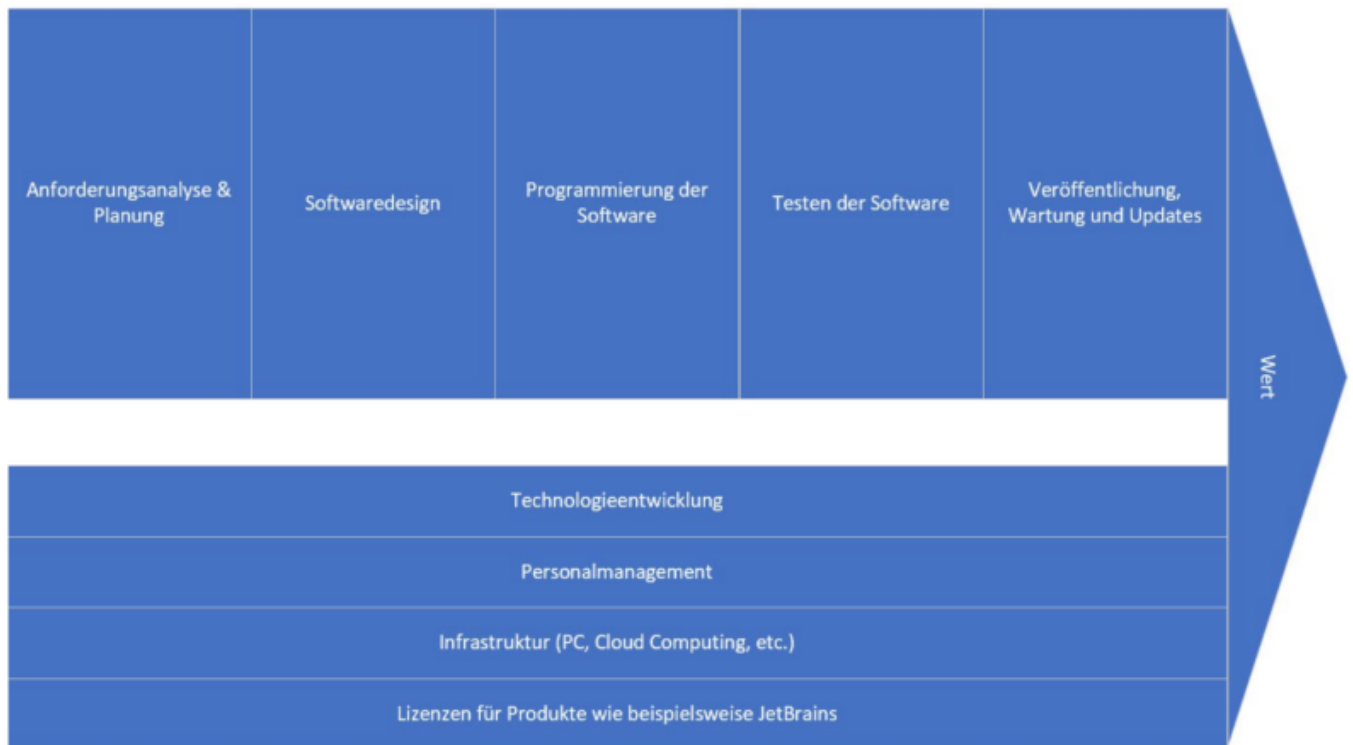 Anforderungsanalyse &
Planung
Softwaredesign
Programmierung der
Software
Testen der Software
Veröffentlichung,
Wartung und Updates
Wert
Technologieentwicklung
Personalmanagement
Infrastruktur (PC, Cloud Computing, etc.)
Lizenzen für Produkte wie beispielsweise JetBrains